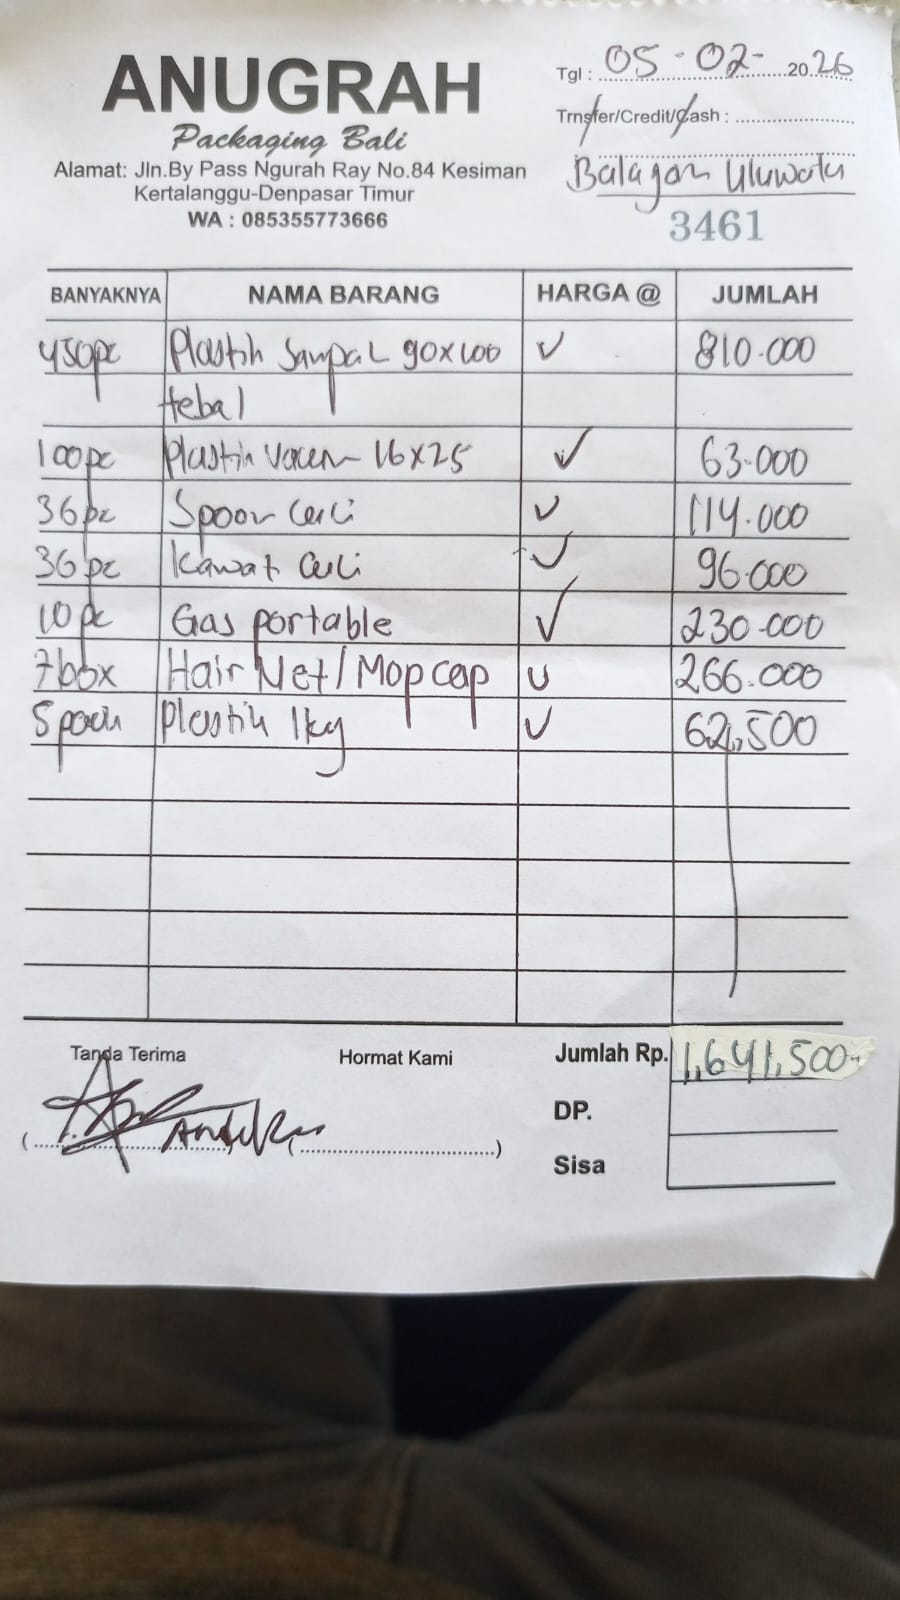 ANUGRAH
Packaging Bali
Alamat: Jln.By Pass Ngurah Ray No.84 Kesiman
Kertalanggu-Denpasar Timur
WA : 085355773666
Tgl : 05-02-2026
Trnsfer/Credit/Cash :
Balagan Uluwatu
3461
BANYAKNYA NAMA BARANG HARGA @ JUMLAH
450pc Plastik Sampal 90x100 ✓ 810.000
tebal
100pc Plastik Vacem 16x25 ✓ 63.000
36pc Spoon Cuci ✓ 114.000
36pc Kawat Cuci ✓ 96.000
10pc Gas portable ✓ 230.000
7box Hair Net/Mop cap ✓ 266.000
5pack Plastik 1kg ✓ 62,500
Tanda Terima Hormat Kami Jumlah Rp. 1,641,500-
DP.
Sisa